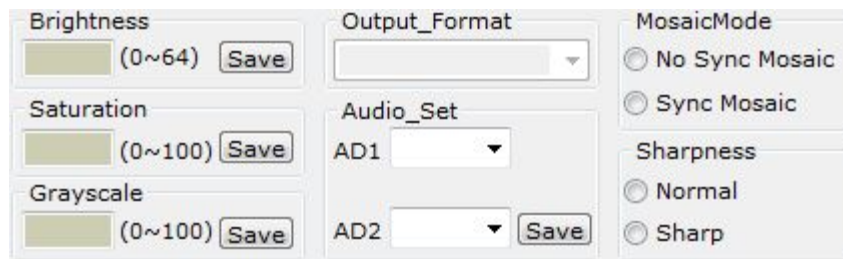 Brightness
(0~64) Save
Saturation
(0~100) Save
Grayscale
(0~100) Save
Output_Format
Audio_Set
AD1
AD2 Save
MosaicMode
No Sync Mosaic
Sync Mosaic
Sharpness
Normal
Sharp